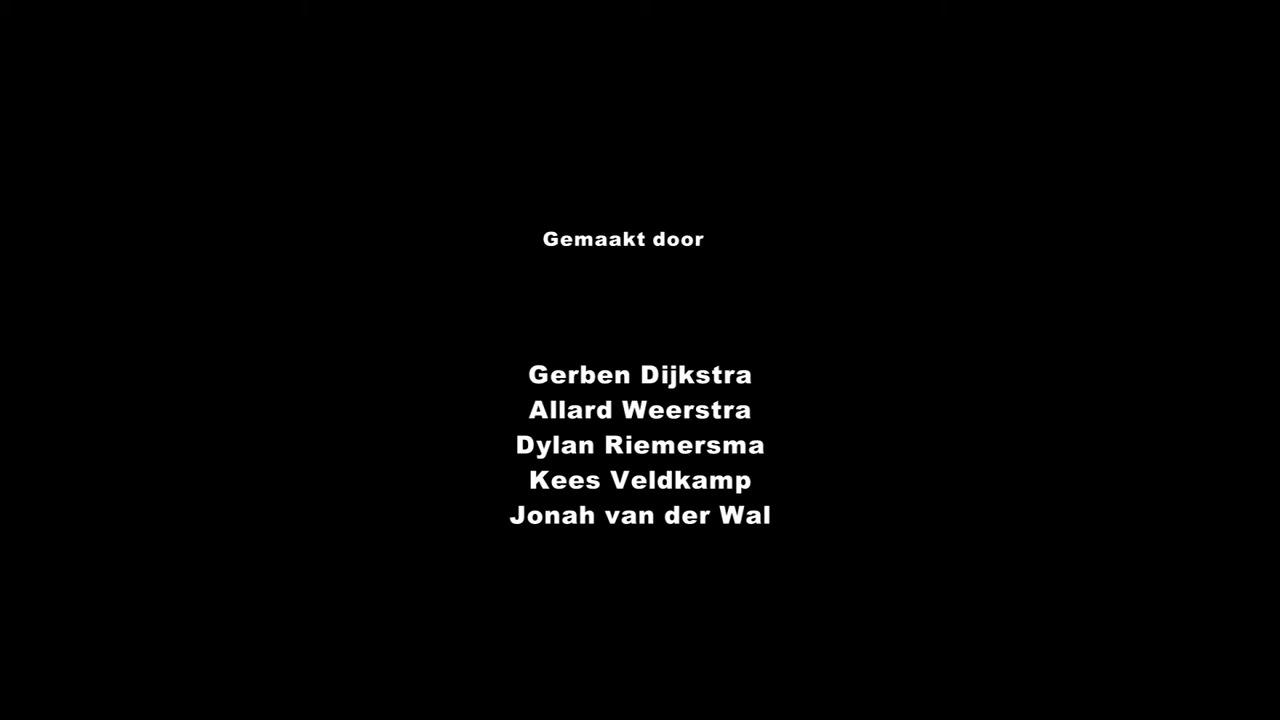 Gemaakt door
Gerben Dijkstra
Allard Weerstra
Dylan Riemersma
Kees Veldkamp
Jonah van der Wal